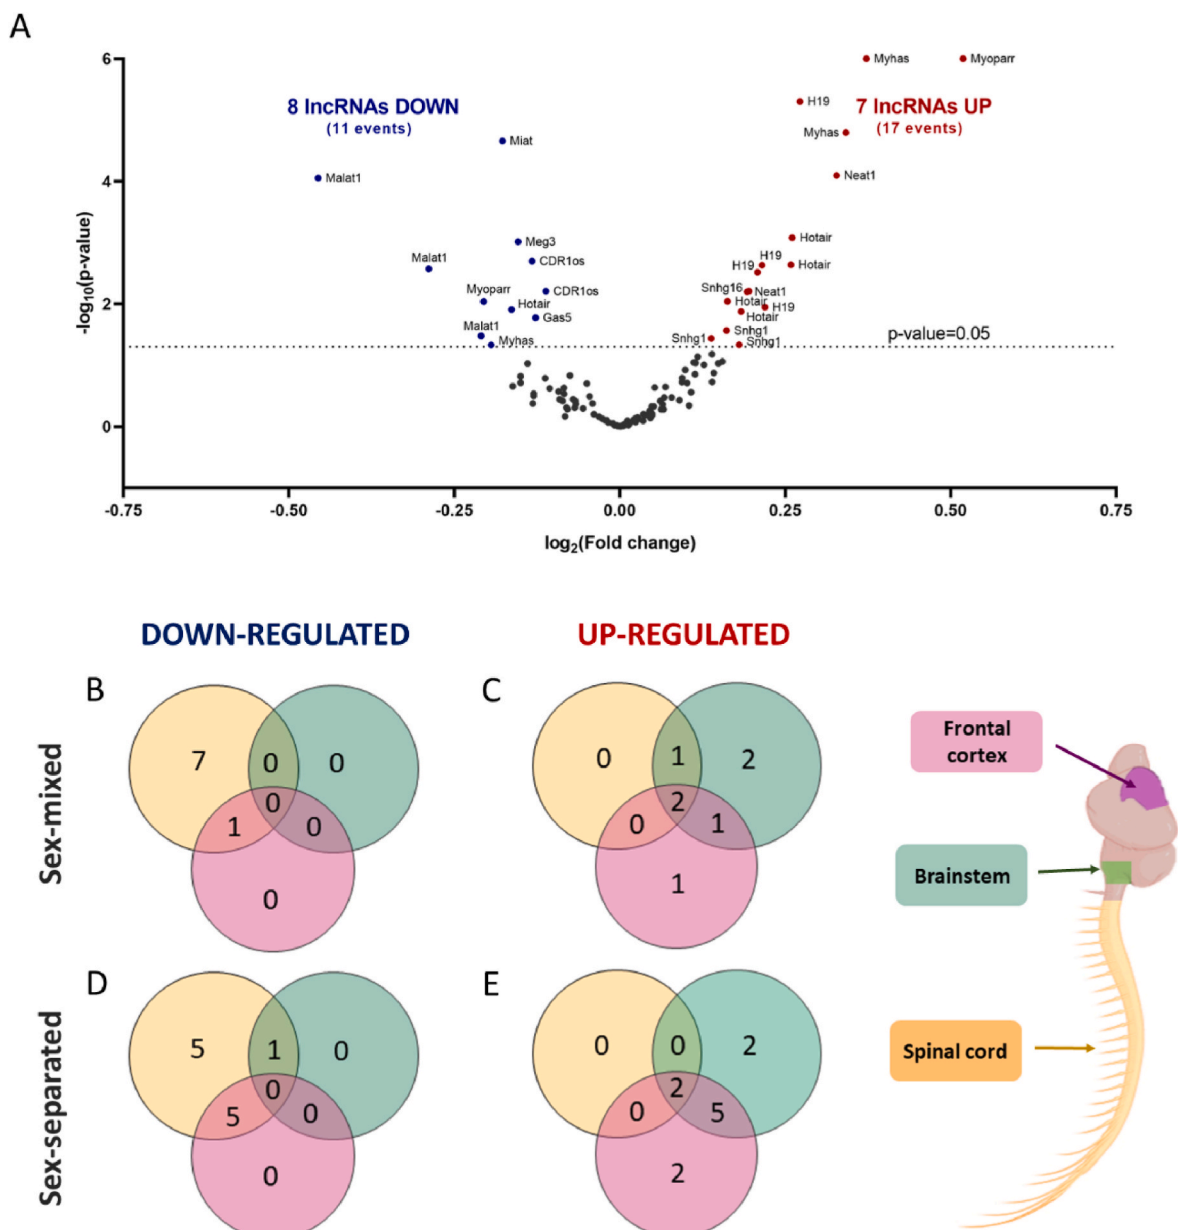 A
6
4
2
0
-log10(p-value)
8 lncRNAs DOWN
(11 events)
7 lncRNAs UP
(17 events)
Myhas
Myoparr
H19
Myhas
Miat
Neat1
Malat1
Hotair
Meg3
H19
CDR1os
Hotair
Malat1
H19
Myoparr
CDR1os
Snhg16
Neat1
Hotair
Hotair
H19
Gas5
Hotair
Malat1
Snhg1
Myhas
Snhg1
Snhg1
p-value=0.05
-0.75 -0.50 -0.25 0.00 0.25 0.50 0.75
log2(Fold change)
DOWN-REGULATED
UP-REGULATED
Sex-mixed
B
7 0 0
0
1 0
0
C
0 1 2
2
0 1
1
Sex-separated
D
5 1 0
0
5 0
0
E
0 0 2
2
0 5
2
Frontal
cortex
Brainstem
Spinal cord